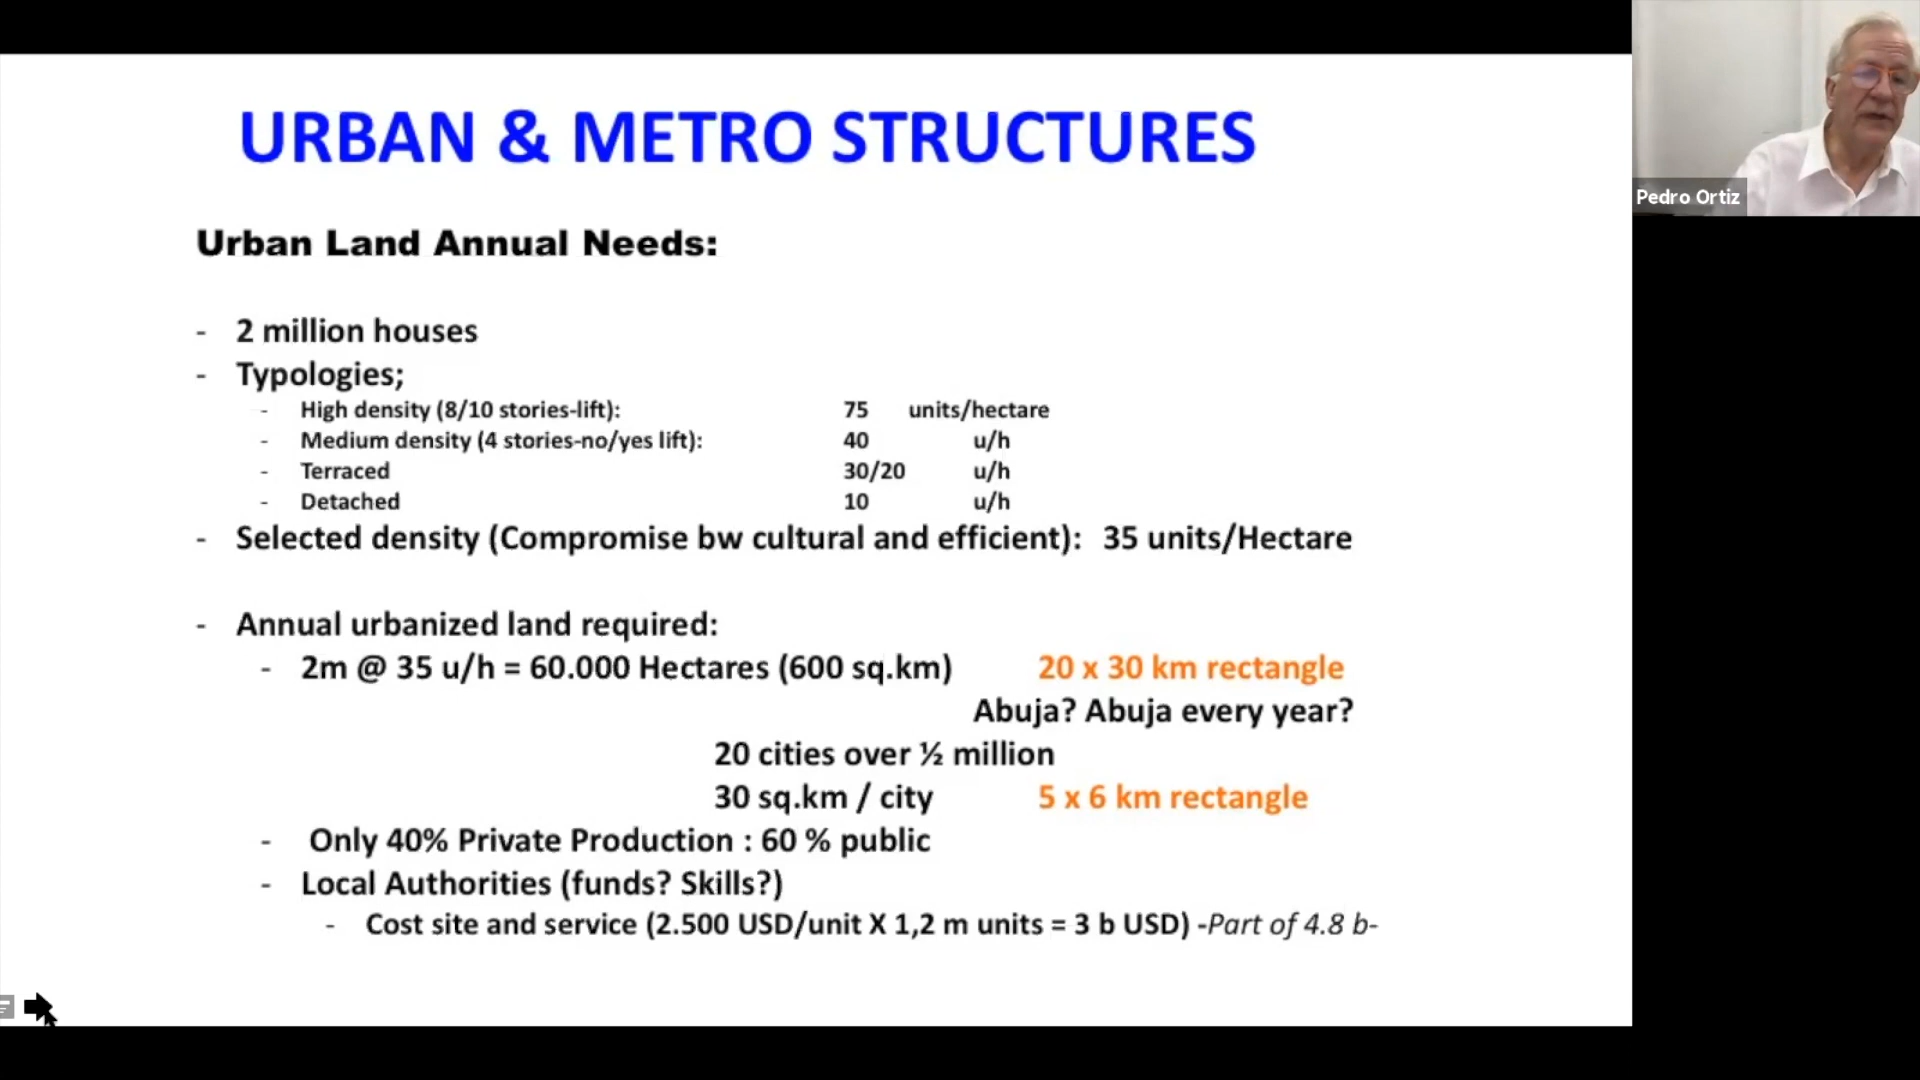 URBAN & METRO STRUCTURES
Urban Land Annual Needs:
- 2 million houses
- Typologies;
- High density (8/10 stories-lift): 75 units/hectare
- Medium density (4 stories-no/yes lift): 40 u/h
- Terraced 30/20 u/h
- Detached 10 u/h
- Selected density (Compromise bw cultural and efficient): 35 units/Hectare
- Annual urbanized land required:
- 2m @ 35 u/h = 60.000 Hectares (600 sq.km) 20 x 30 km rectangle
Abuja? Abuja every year?
20 cities over ½ million
30 sq.km / city 5 x 6 km rectangle
- Only 40% Private Production : 60 % public
- Local Authorities (funds? Skills?)
- Cost site and service (2.500 USD/unit X 1,2 m units = 3 b USD) -Part of 4.8 b-
Pedro Ortiz